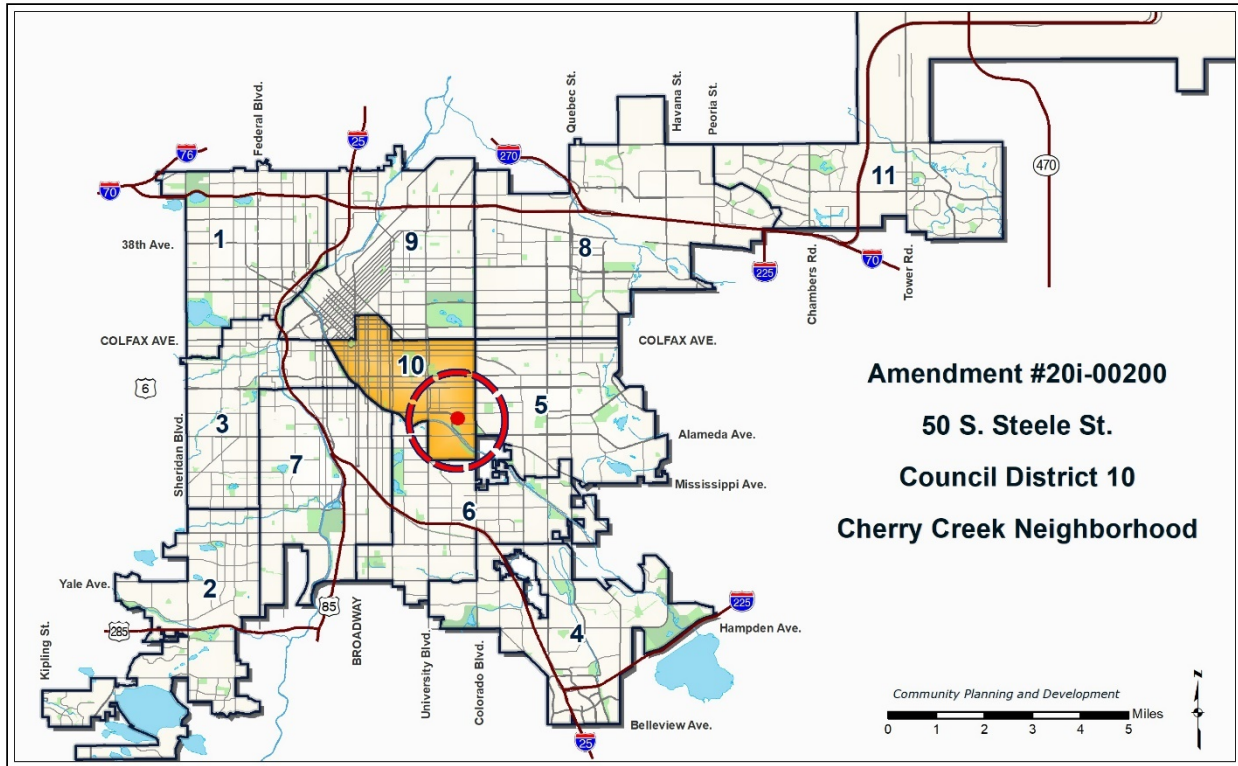 Federal Blvd.
Quebec St.
Havana St.
Peoria St.
76
25
270
70
470
11
1
9
8
38th Ave.
225
70
Chambers Rd.
Tower Rd.
COLFAX AVE.
COLFAX AVE.
10
6
5
3
Sheridan Blvd.
Alameda Ave.
7
Mississippi Ave.
6
Amendment #20i-00200
50 S. Steele St.
Council District 10
Cherry Creek Neighborhood
Yale Ave.
2
85
BROADWAY
285
Kipling St.
University Blvd.
Colorado Blvd.
4
225
Hampden Ave.
Belleview Ave.
25
Community Planning and Development
Miles
0 1 2 3 4 5
N